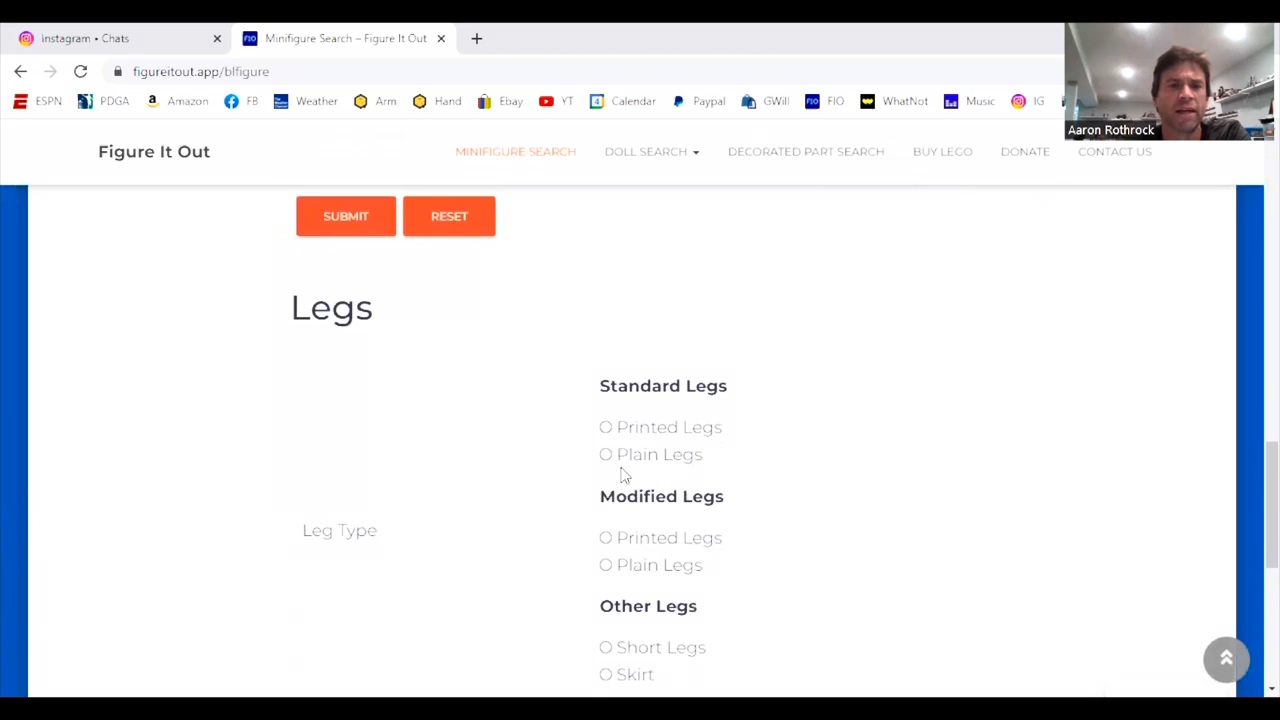 instagram • Chats
Minifigure Search – Figure It Out
figureitout.app/blfigure
ESPN PDGA Amazon FB Weather Arm Hand Ebay YT Calendar Paypal GWill FIO WhatNot Music IG
Aaron Rothrock
Figure It Out
MINIFIGURE SEARCH DOLL SEARCH DECORATED PART SEARCH BUY LEGO DONATE CONTACT US
SUBMIT RESET
Legs
Standard Legs
Printed Legs
Plain Legs
Modified Legs
Leg Type
Printed Legs
Plain Legs
Other Legs
Short Legs
Skirt